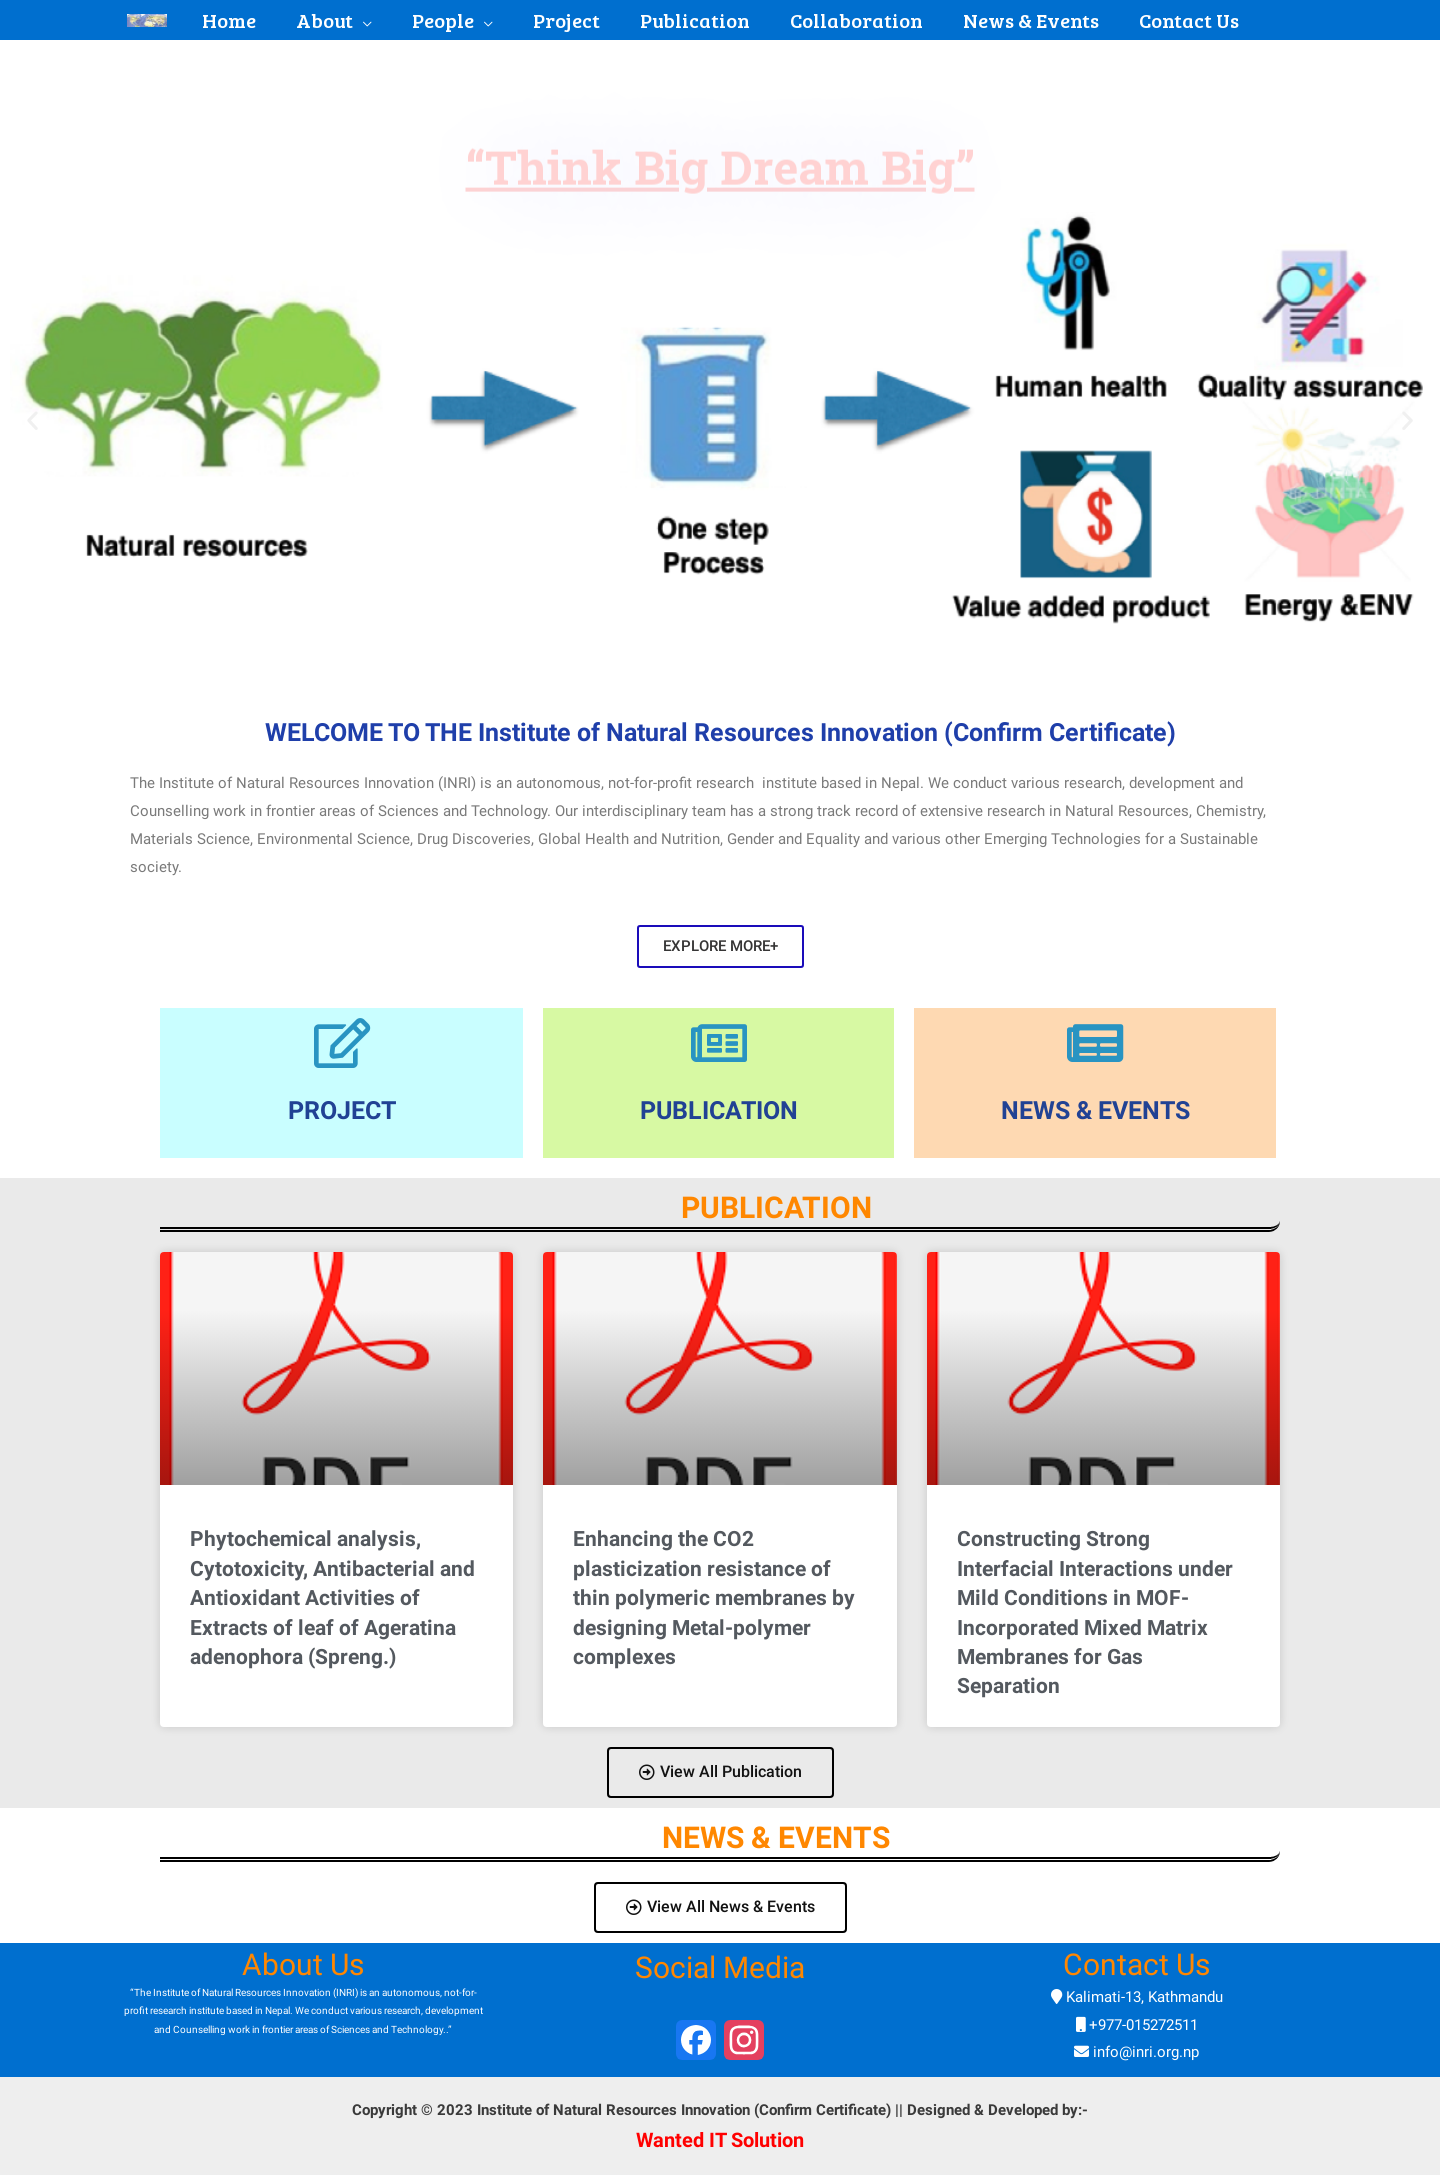 Home About People Project Publication Collaboration News & Events Contact Us
“Think Big Dream Big”
Human health
Quality assurance
Natural resources
One step
Process
Value added product
Energy &ENV
WELCOME TO THE Institute of Natural Resources Innovation (Confirm Certificate)
The Institute of Natural Resources Innovation (INRI) is an autonomous, not-for-profit research  institute based in Nepal. We conduct various research, development and
Counselling work in frontier areas of Sciences and Technology. Our interdisciplinary team has a strong track record of extensive research in Natural Resources, Chemistry,
Materials Science, Environmental Science, Drug Discoveries, Global Health and Nutrition, Gender and Equality and various other Emerging Technologies for a Sustainable
society.
EXPLORE MORE+
PROJECT
PUBLICATION
NEWS & EVENTS
PUBLICATION
PDF
PDF
PDF
Phytochemical analysis,
Cytotoxicity, Antibacterial and
Antioxidant Activities of
Extracts of leaf of Ageratina
adenophora (Spreng.)
Enhancing the CO2
plasticization resistance of
thin polymeric membranes by
designing Metal-polymer
complexes
Constructing Strong
Interfacial Interactions under
Mild Conditions in MOF-
Incorporated Mixed Matrix
Membranes for Gas
Separation
View All Publication
NEWS & EVENTS
View All News & Events
About Us
“The Institute of Natural Resources Innovation (INRI) is an autonomous, not-for-
profit research institute based in Nepal. We conduct various research, development
and Counselling work in frontier areas of Sciences and Technology..”
Social Media
Contact Us
Kalimati-13, Kathmandu
+977-015272511
info@inri.org.np
Copyright © 2023 Institute of Natural Resources Innovation (Confirm Certificate) || Designed & Developed by:-
Wanted IT Solution